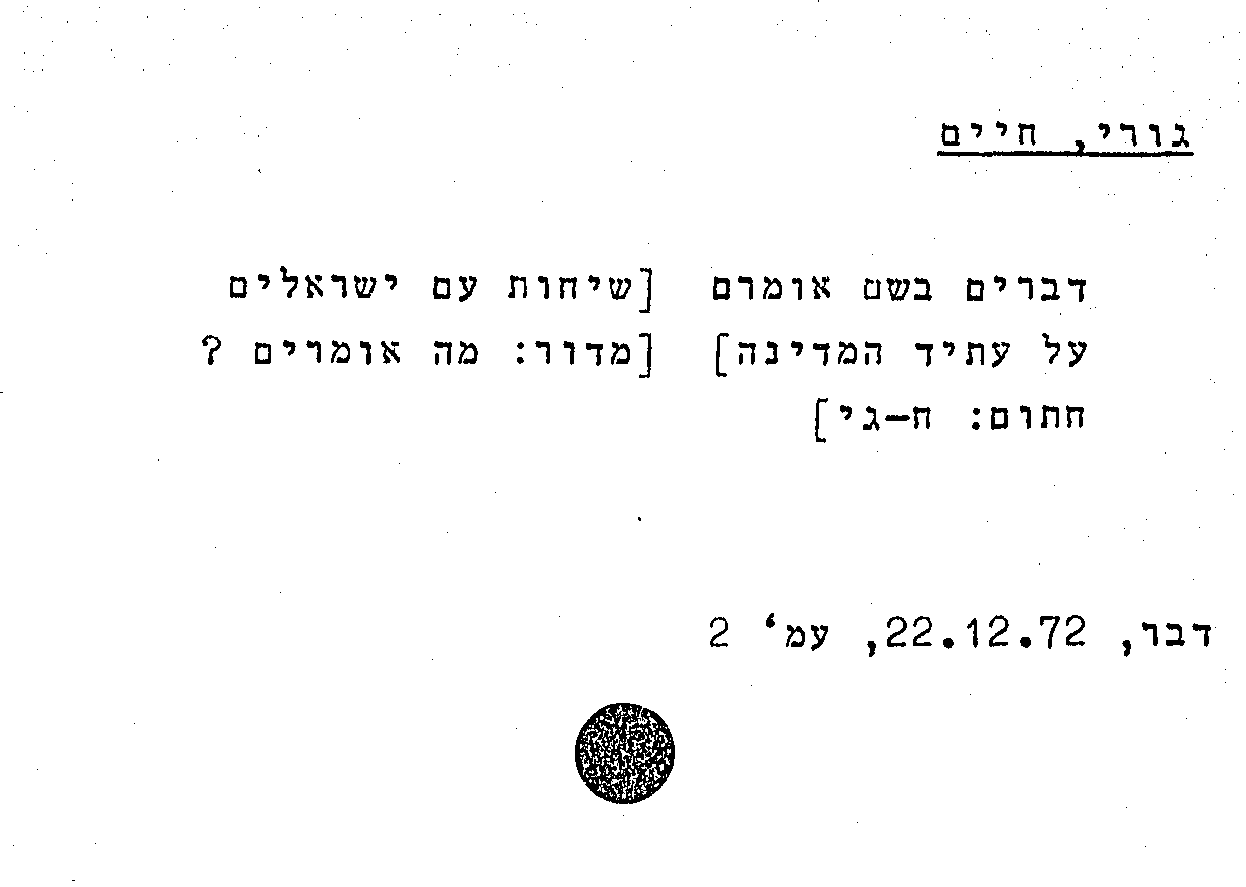 גורי, חיים
דברים בשם אומרם [שיחות עם ישראלים
על עתיד המדינה] [מדור: מה אומרים ?
חתום: ח-גי]
דבר, 22.12.72, עמ' 2